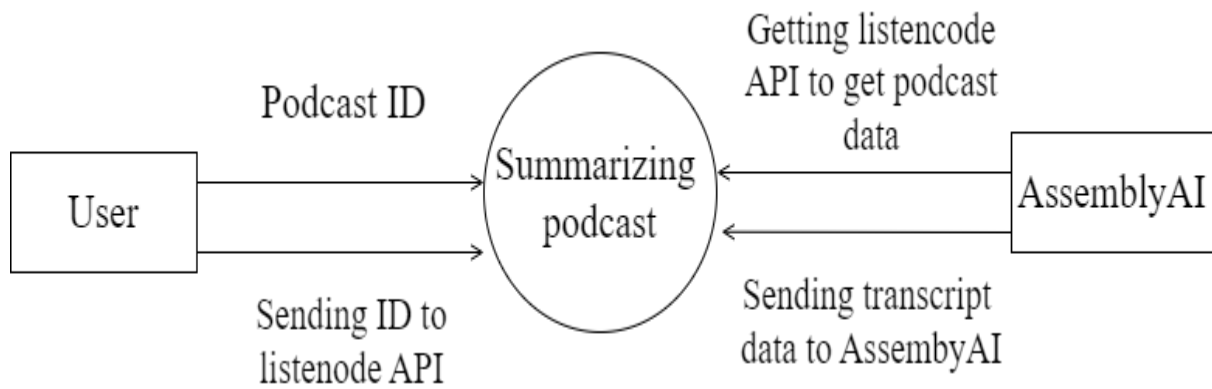 Getting listencode
API to get podcast
data
Podcast ID
Summarizing
podcast
User
AssemblyAI
Sending ID to
listenode API
Sending transcript
data to AssembyAI